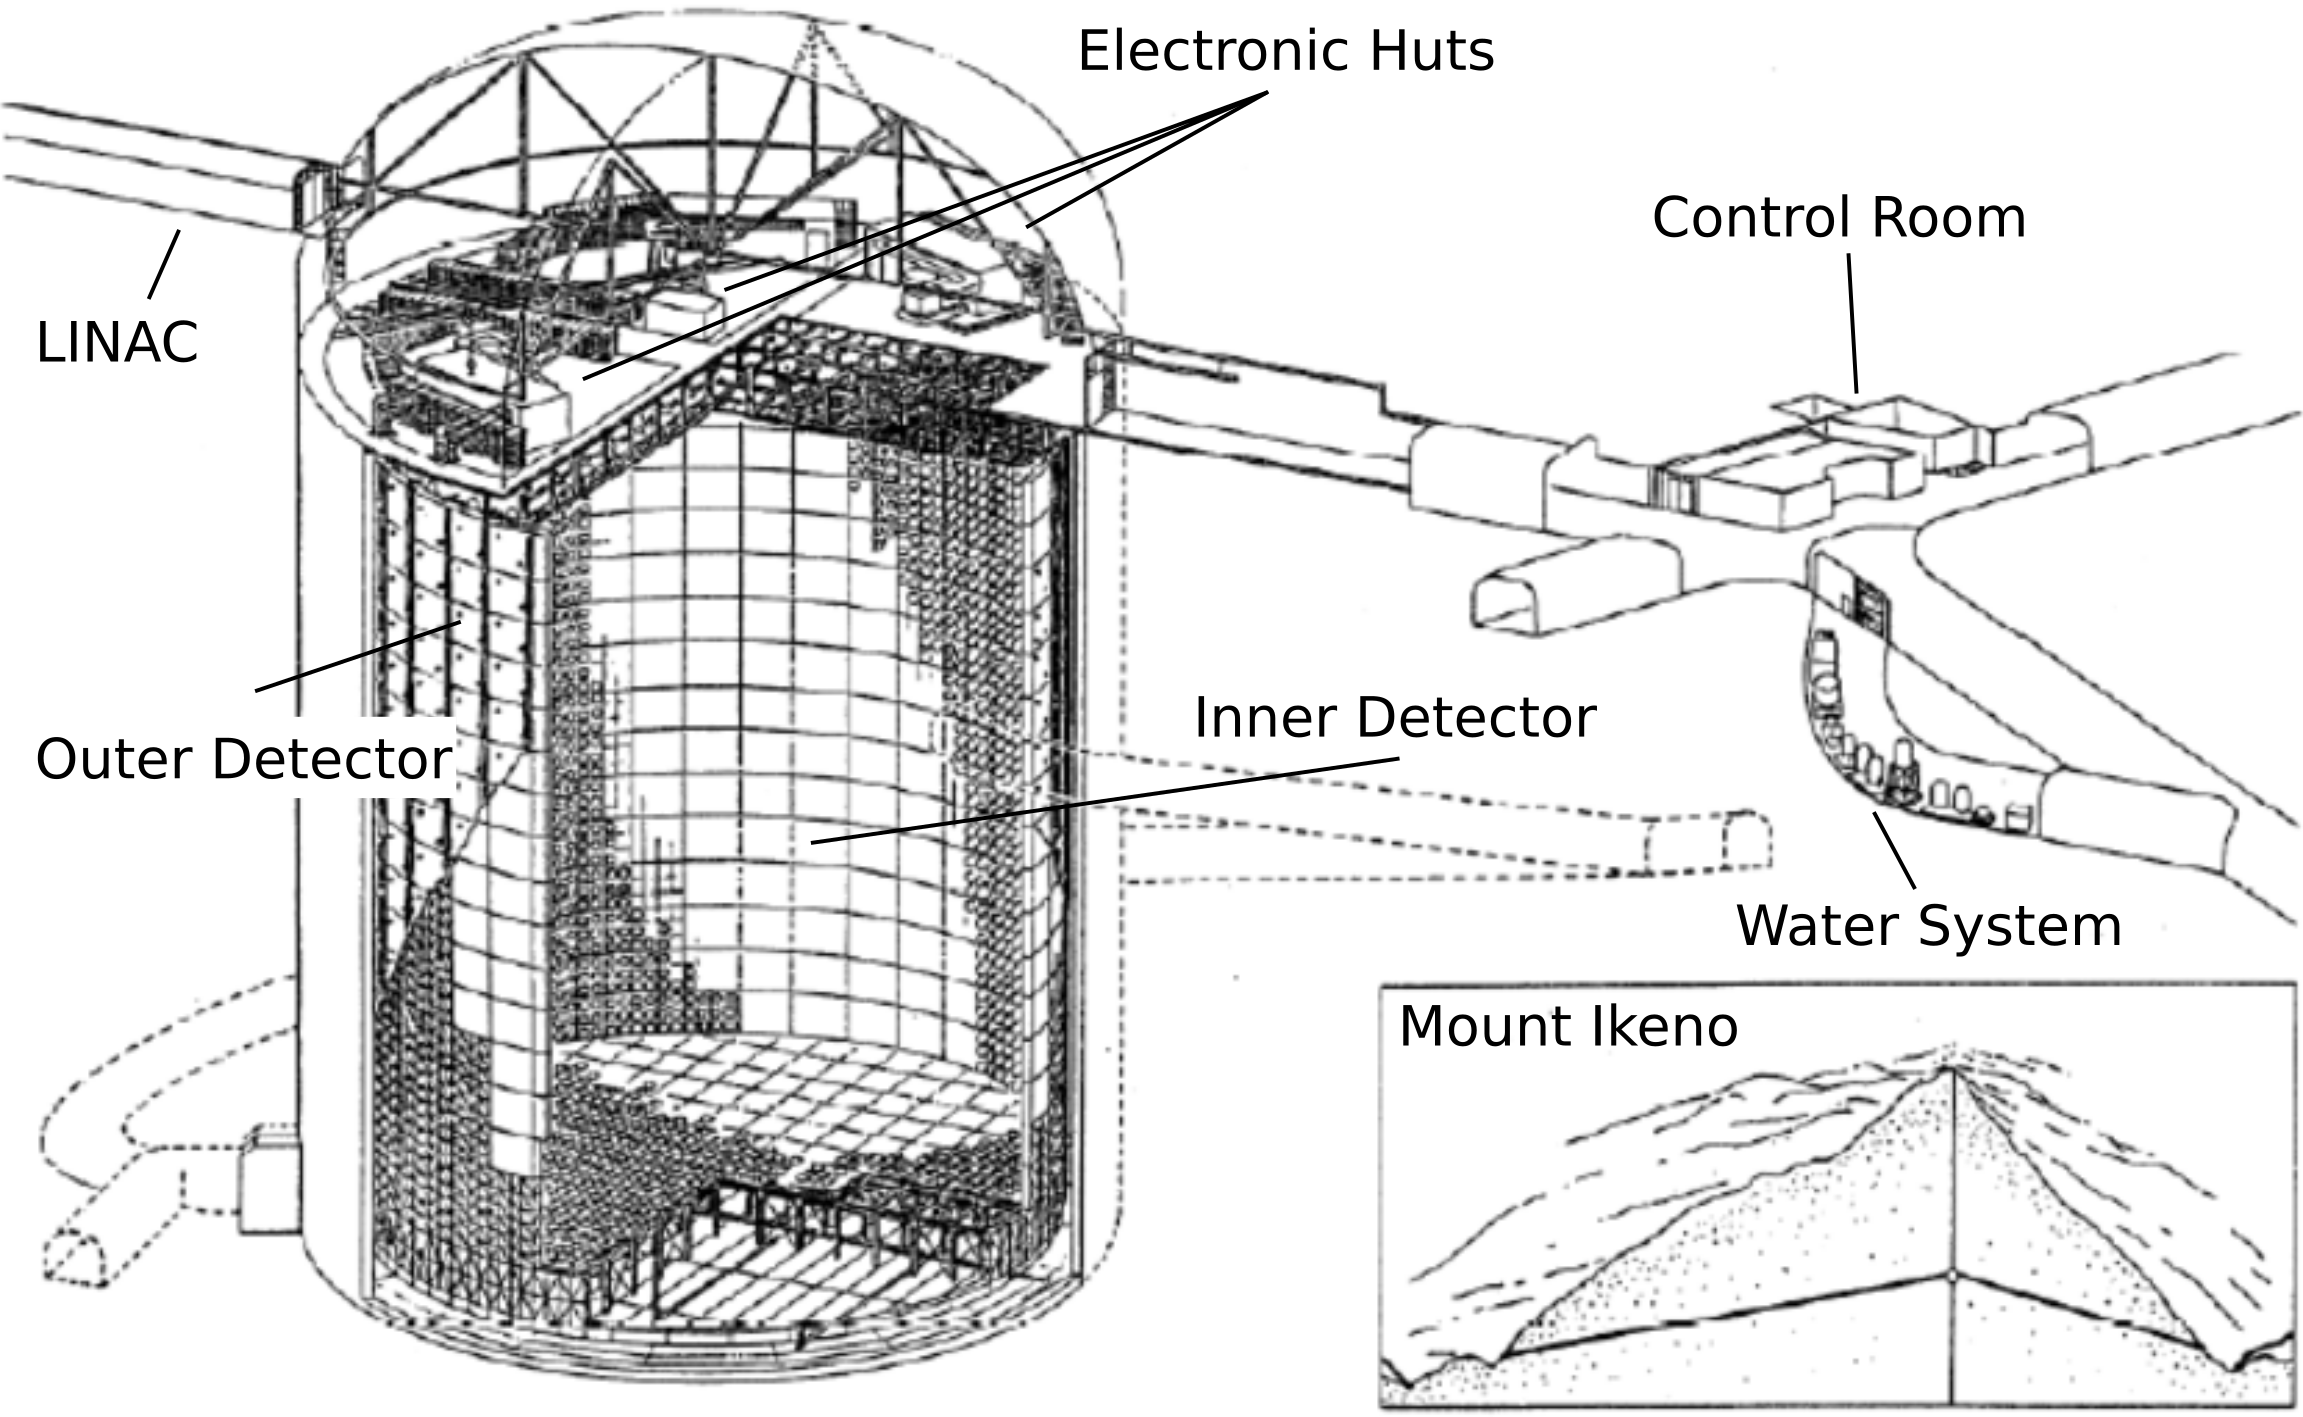 Electronic Huts
Control Room
LINAC
Inner Detector
Outer Detector
Water System
Mount Ikeno